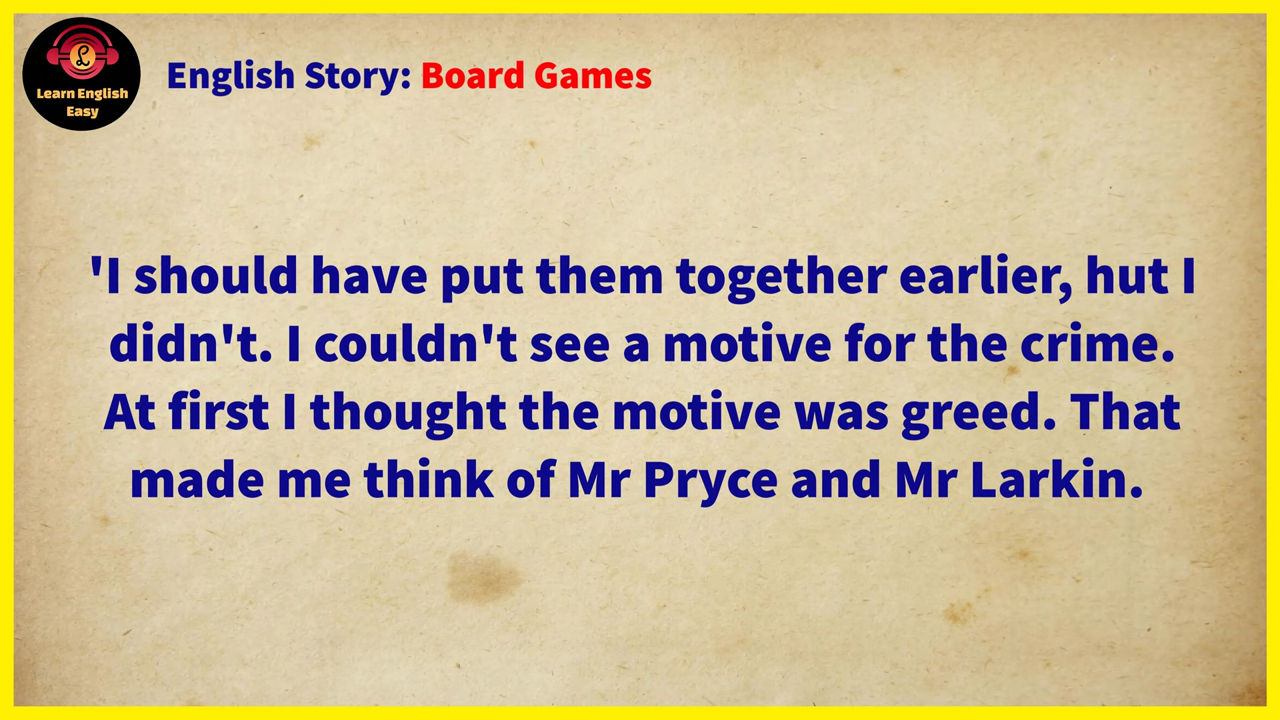 Learn English
Easy
English Story: Board Games
'I should have put them together earlier, hut I
didn't. I couldn't see a motive for the crime.
At first I thought the motive was greed. That
made me think of Mr Pryce and Mr Larkin.